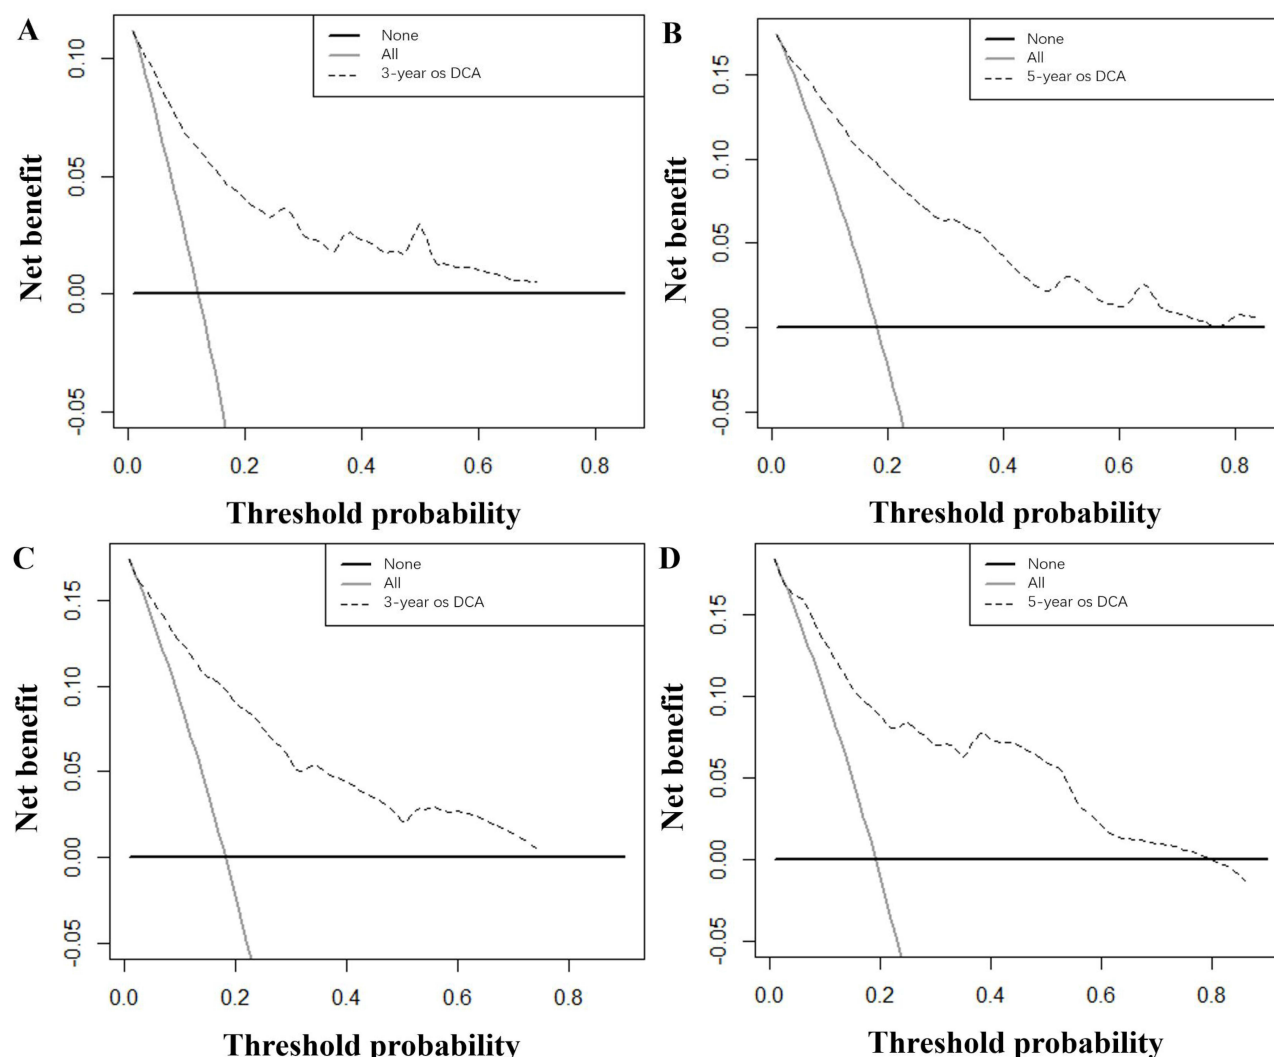 A
None
All
3-year os DCA
Net benefit
0.10
0.05
0.00
-0.05
0.0 0.2 0.4 0.6 0.8
Threshold probability
B
None
All
5-year os DCA
Net benefit
0.15
0.10
0.05
0.00
-0.05
0.0 0.2 0.4 0.6 0.8
Threshold probability
C
None
All
3-year os DCA
Net benefit
0.15
0.10
0.05
0.00
-0.05
0.0 0.2 0.4 0.6 0.8
Threshold probability
D
None
All
5-year os DCA
Net benefit
0.15
0.10
0.05
0.00
-0.05
0.0 0.2 0.4 0.6 0.8
Threshold probability